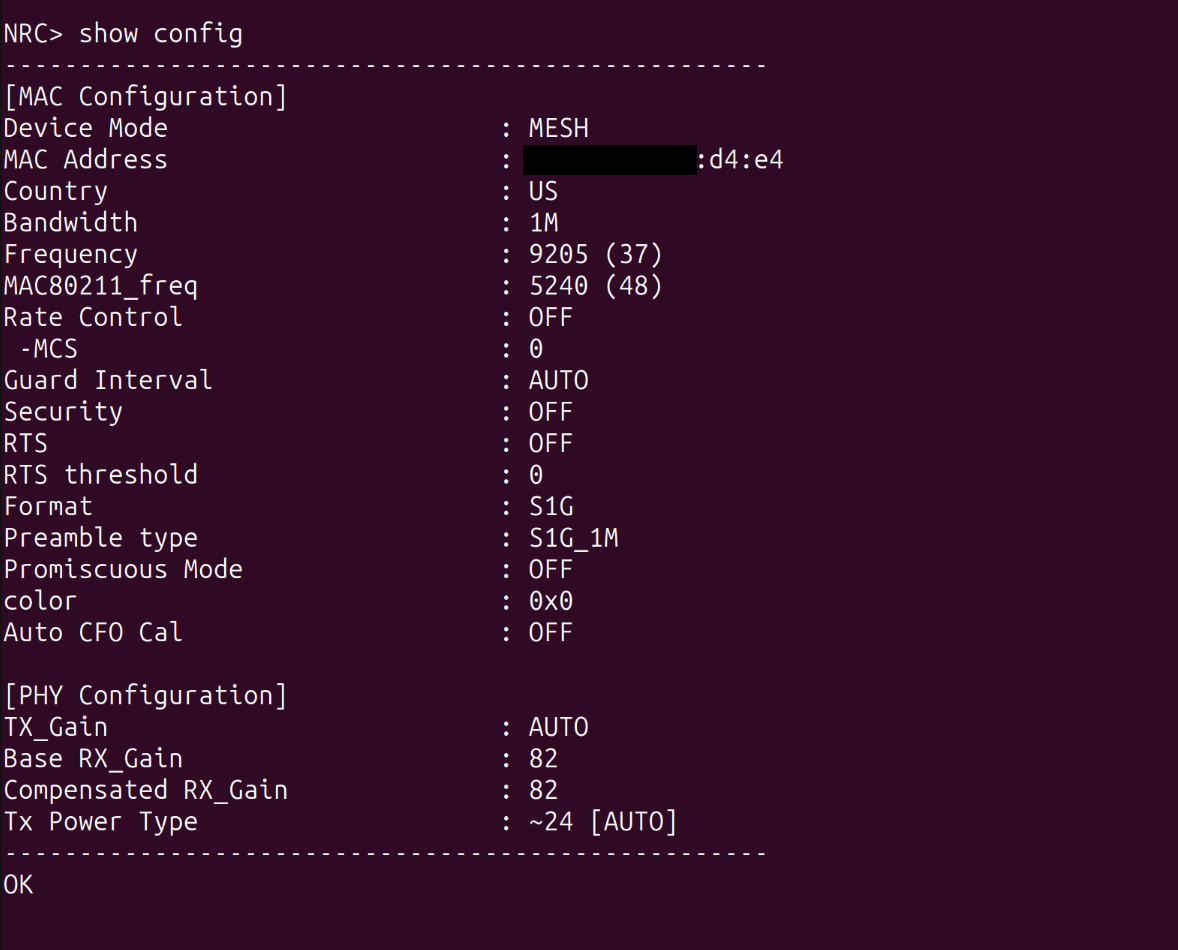 NRC> show config
---------------------------------------------------
[MAC Configuration]
Device Mode : MESH
MAC Address : :d4:e4
Country : US
Bandwidth : 1M
Frequency : 9205 (37)
MAC80211_freq : 5240 (48)
Rate Control : OFF
-MCS : 0
Guard Interval : AUTO
Security : OFF
RTS : OFF
RTS threshold : 0
Format : S1G
Preamble type : S1G_1M
Promiscuous Mode : OFF
color : 0x0
Auto CFO Cal : OFF
[PHY Configuration]
TX_Gain : AUTO
Base RX_Gain : 82
Compensated RX_Gain : 82
Tx Power Type : ~24 [AUTO]
---------------------------------------------------
OK